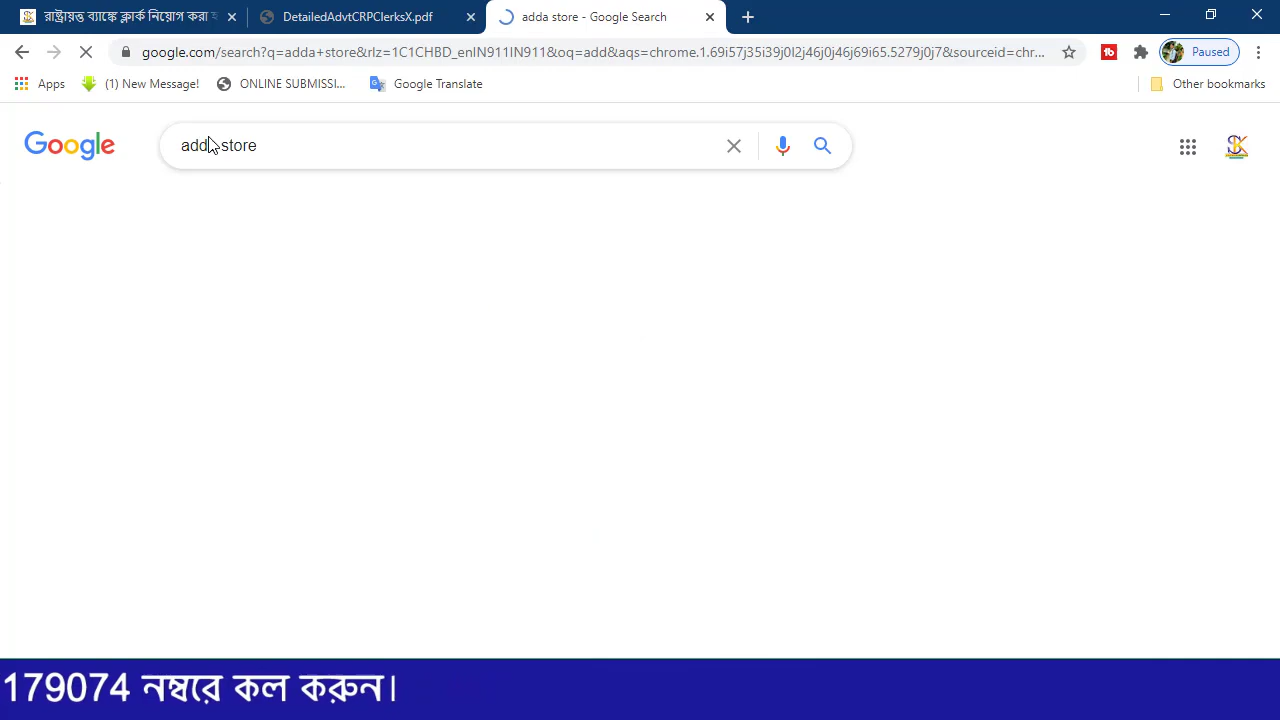 রাষ্ট্রায়ত্ত ব্যাঙ্কে ক্লার্ক নিয়োগ করা হ
DetailedAdvtCRPClerksX.pdf
adda store - Google Search
google.com/search?q=adda+store&rlz=1C1CHBD_enIN911IN911&oq=add&aqs=chrome.1.69i57j35i39j0l2j46j0j46j69i65.5279j0j7&sourceid=chr...
Paused
Apps
(1) New Message!
ONLINE SUBMISSI...
Google Translate
Other bookmarks
Google
adda store
179074 নম্বরে কল করুন।